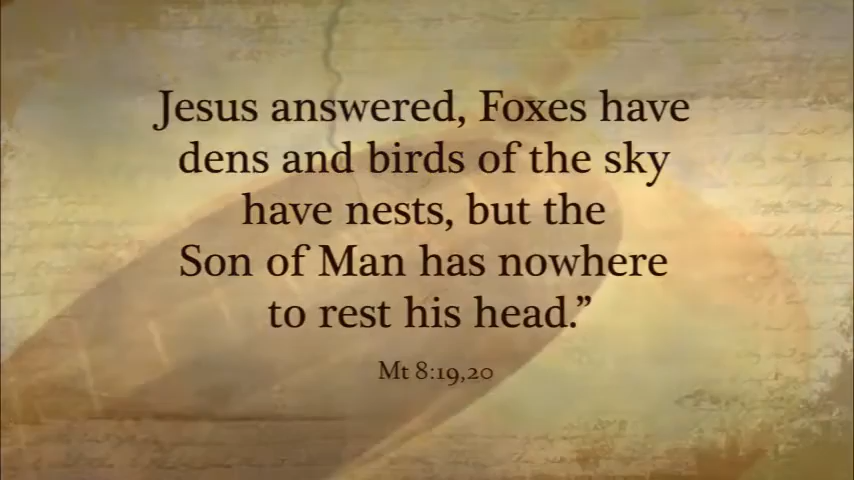 Jesus answered, Foxes have
dens and birds of the sky
have nests, but the
Son of Man has nowhere
to rest his head.”
Mt 8:19,20